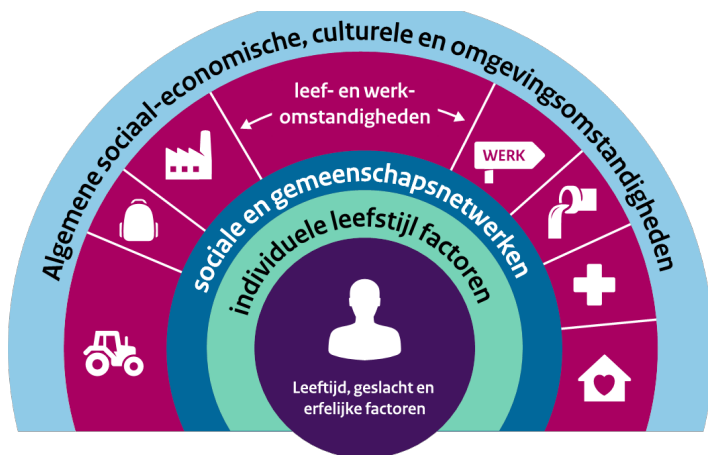 Algemene sociaal-economische, culturele en omgevingsomstandigheden
leef- en werk-
omstandigheden
WERK
sociale en gemeenschapsnetwerken
individuele leefstijl factoren
Leeftijd, geslacht en
erfelijke factoren